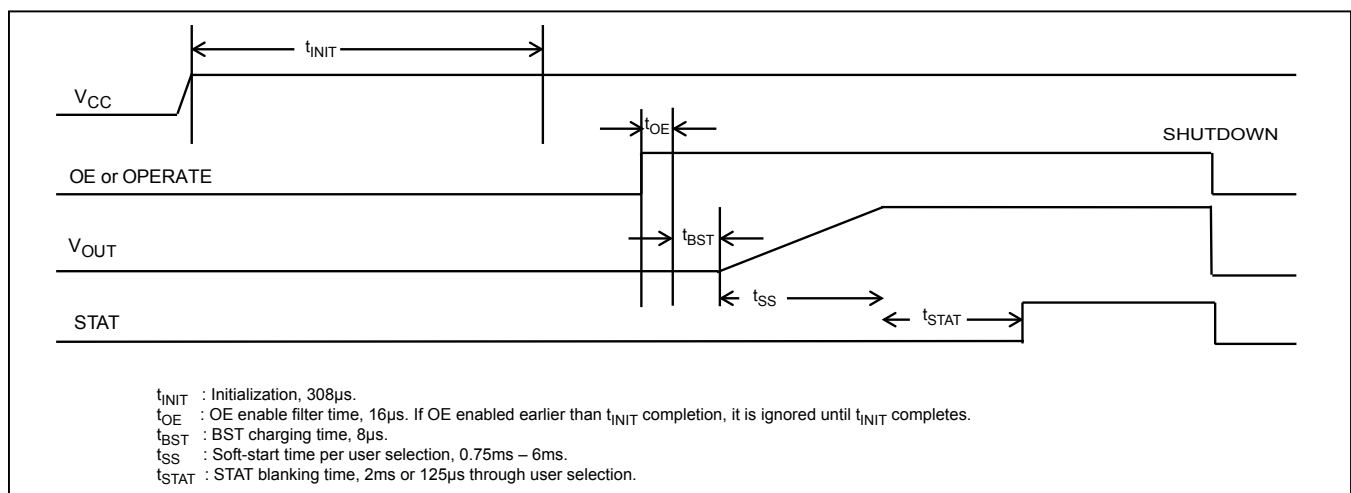 tINIT
VCC
tOE
SHUTDOWN
OE or OPERATE
tBST
VOUT
tSS
STAT
tSTAT
tINIT : Initialization, 308µs.
tOE : OE enable filter time, 16µs. If OE enabled earlier than tINIT completion, it is ignored until tINIT completes.
tBST : BST charging time, 8µs.
tSS : Soft-start time per user selection, 0.75ms – 6ms.
tSTAT : STAT blanking time, 2ms or 125µs through user selection.